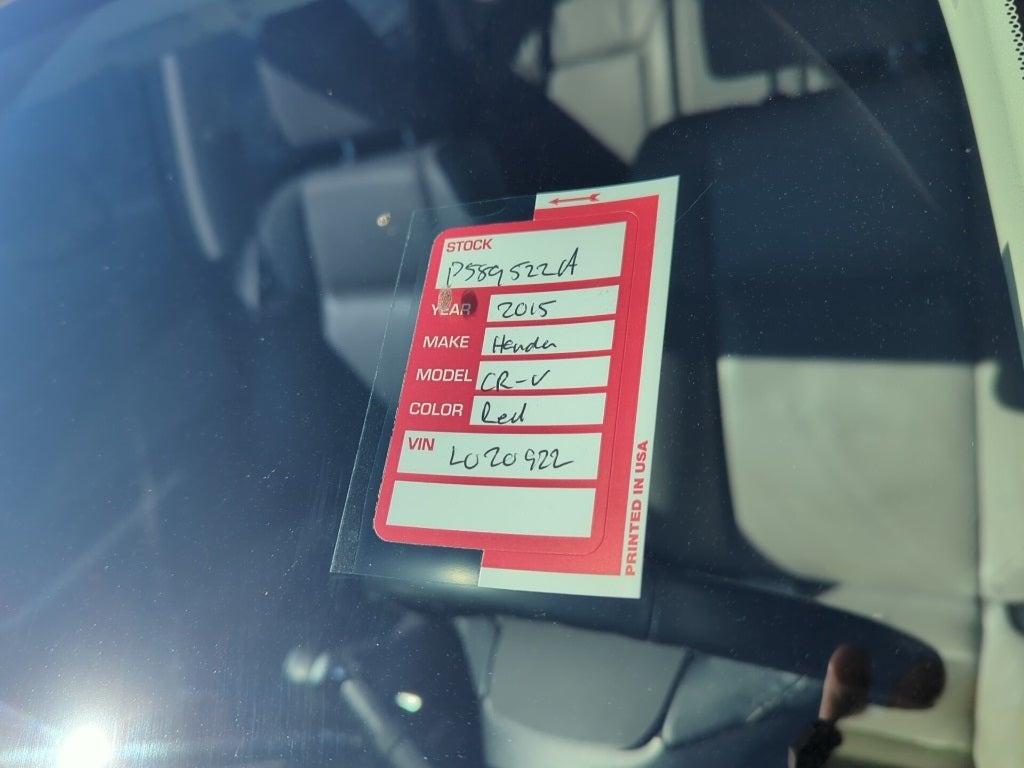 STOCK
P589522A
YEAR 2015
MAKE Honda
MODEL CR-V
COLOR Red
VIN L020922
PRINTED IN USA